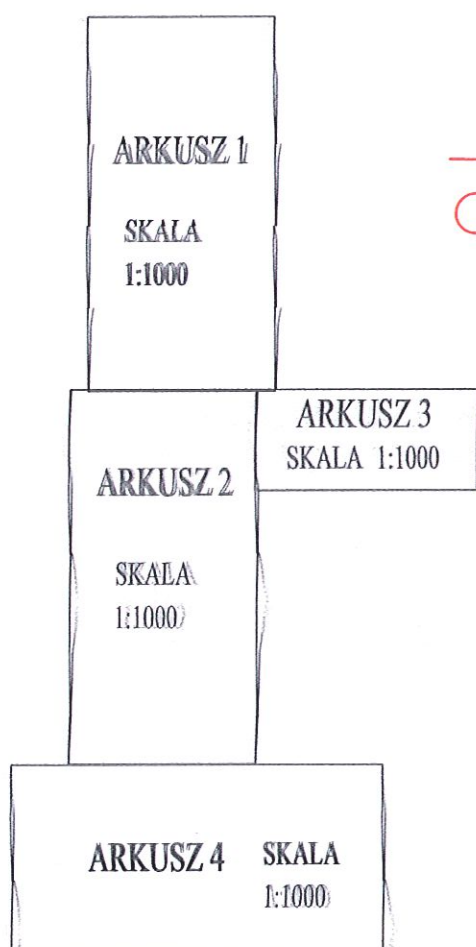 ARKUSZ 1
SKALA
1:1000
ARKUSZ 3
SKALA 1:1000
ARKUSZ 2
SKALA
1:1000
ARKUSZ 4 SKALA
1:1000